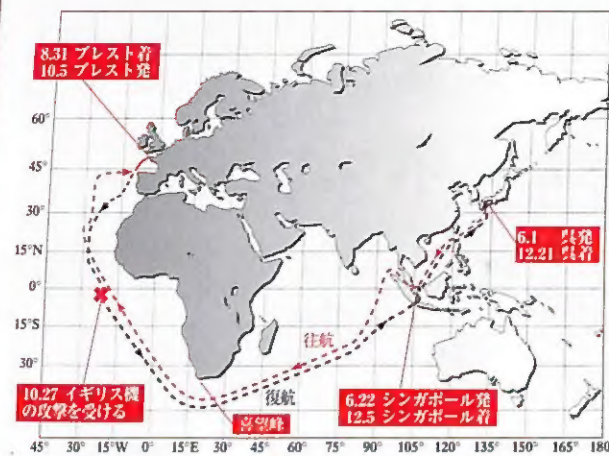 8.31 ブレスト着
10.5 ブレスト発
60°
45°
30°
15°N
0°
15°S
30°
6.1 呉発
12.21 呉着
往航
復航
10.27 イギリス機
の攻撃を受ける
喜望峰
6.22 シンガポール発
12.5 シンガポール着
45° 30° 15°W 0° 15°E 30° 45° 60° 75° 90° 105° 120° 135° 150° 165° 180